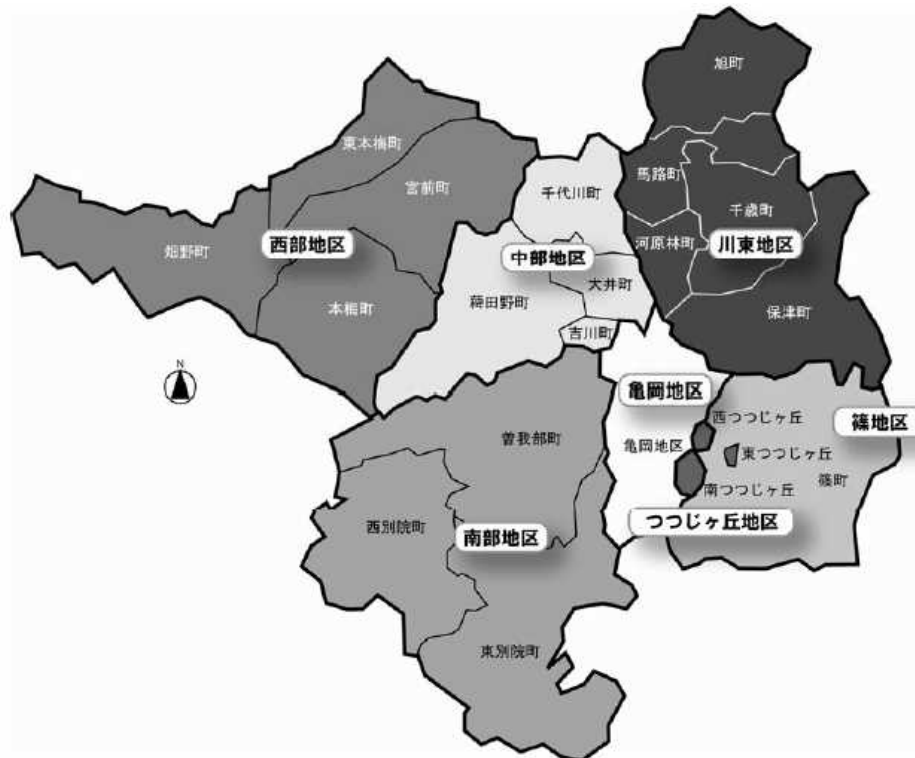 旭町
東本梅町
馬路町
宮前町
千代川町
千歳町
畑野町
西部地区
河原林町
川東地区
中部地区
大井町
本梅町
薭田野町
保津町
吉川町
N
亀岡地区
西つつじヶ丘
篠地区
曽我部町
亀岡地区
東つつじヶ丘
篠町
南つつじヶ丘
西別院町
つつじヶ丘地区
南部地区
東別院町